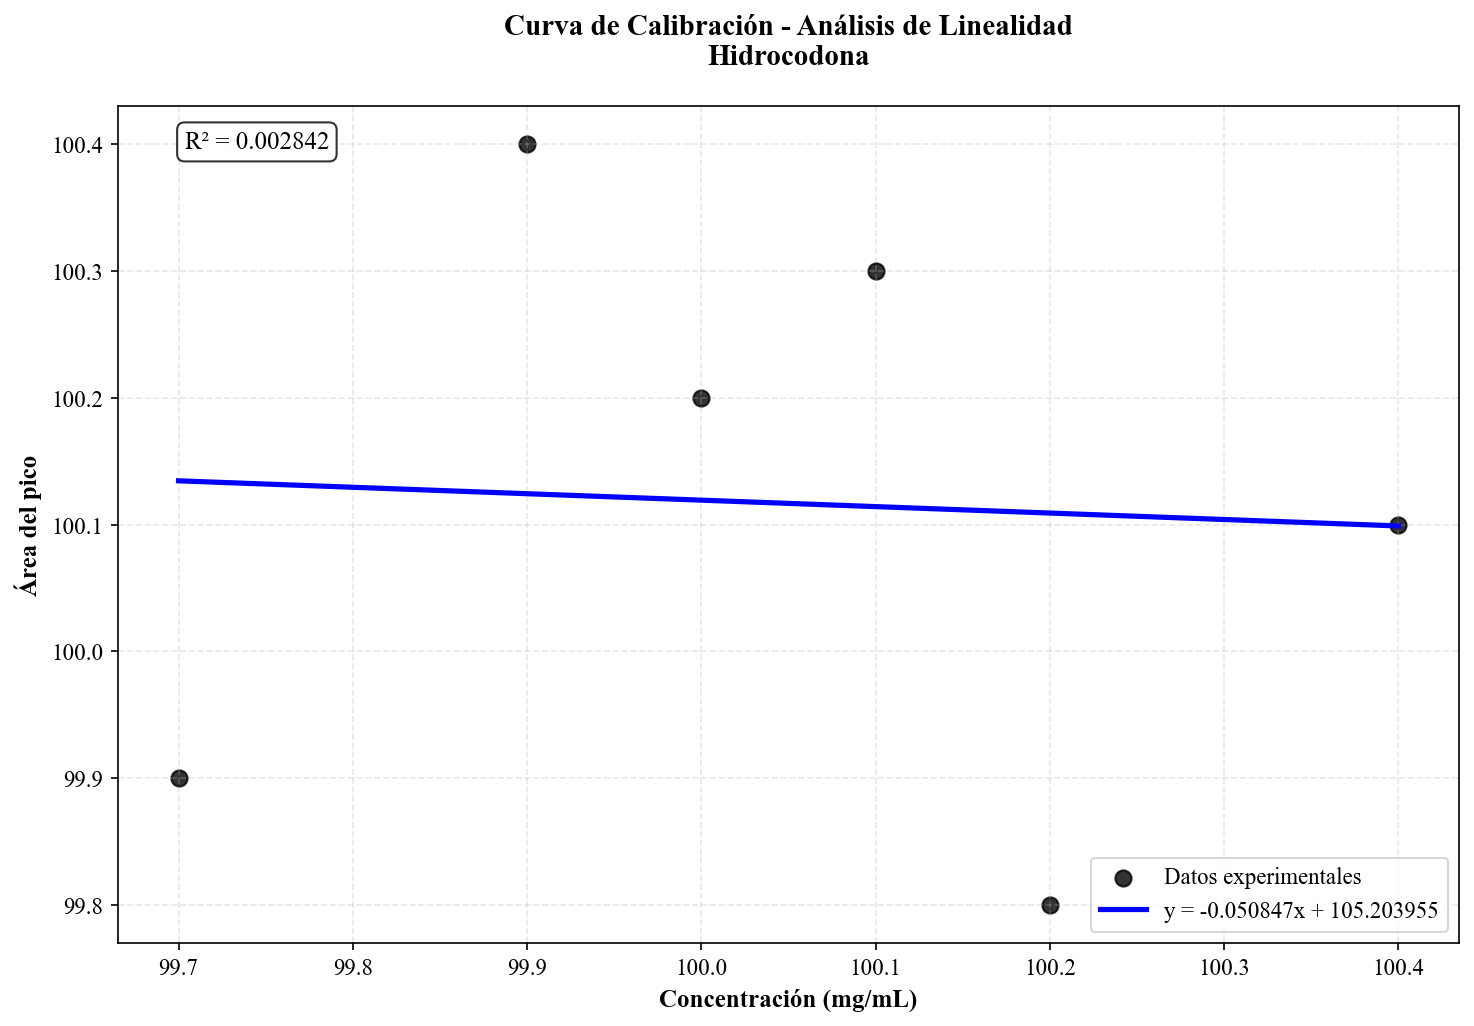 Curva de Calibración - Análisis de Linealidad
Hidrocodona
R² = 0.002842
100.4
100.3
100.2
100.1
100.0
99.9
99.8
Área del pico
Datos experimentales
y = -0.050847x + 105.203955
99.7
99.8
99.9
100.0
100.1
100.2
100.3
100.4
Concentración (mg/mL)